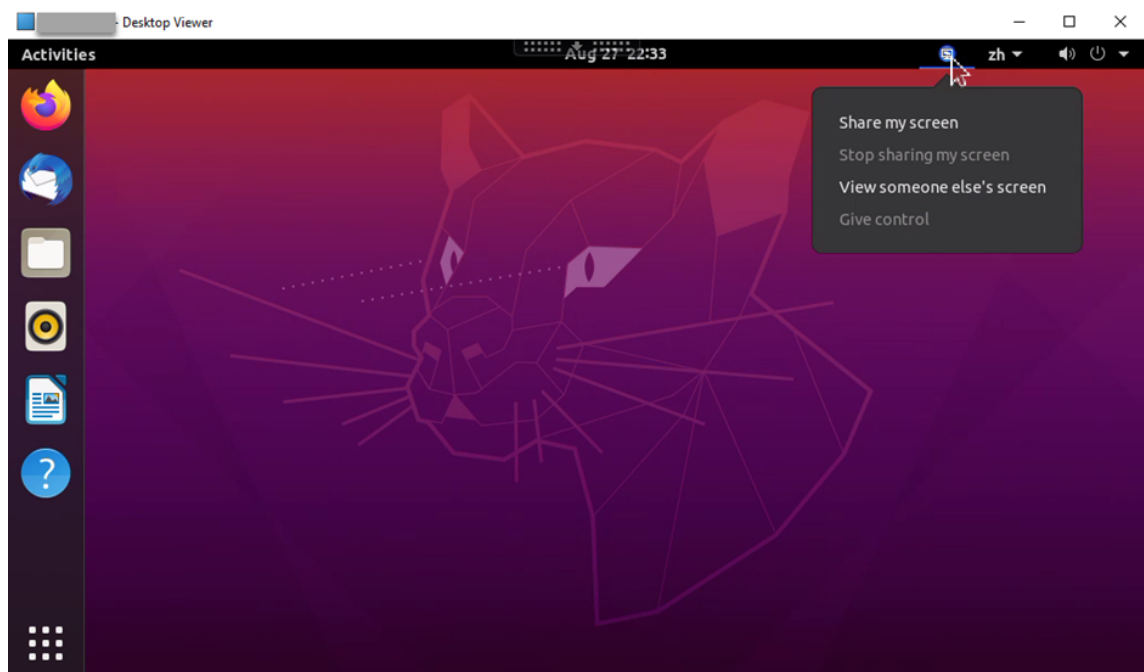 - Desktop Viewer
Activities
Aug 27 22:33
zh
Share my screen
Stop sharing my screen
View someone else's screen
Give control
?